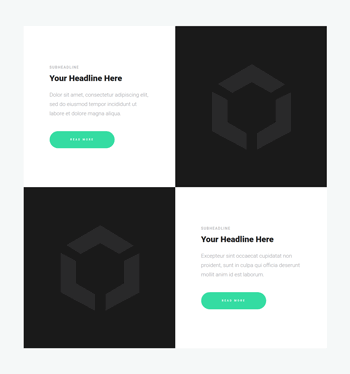 SUBHEADLINE
Your Headline Here
Dolor sit amet, consectetur adipiscing elit,
sed do eiusmod tempor incididunt ut
labore et dolore magna aliqua.
READ MORE
SUBHEADLINE
Your Headline Here
Excepteur sint occaecat cupidatat non
proident, sunt in culpa qui officia deserunt
mollit anim id est laborum.
READ MORE